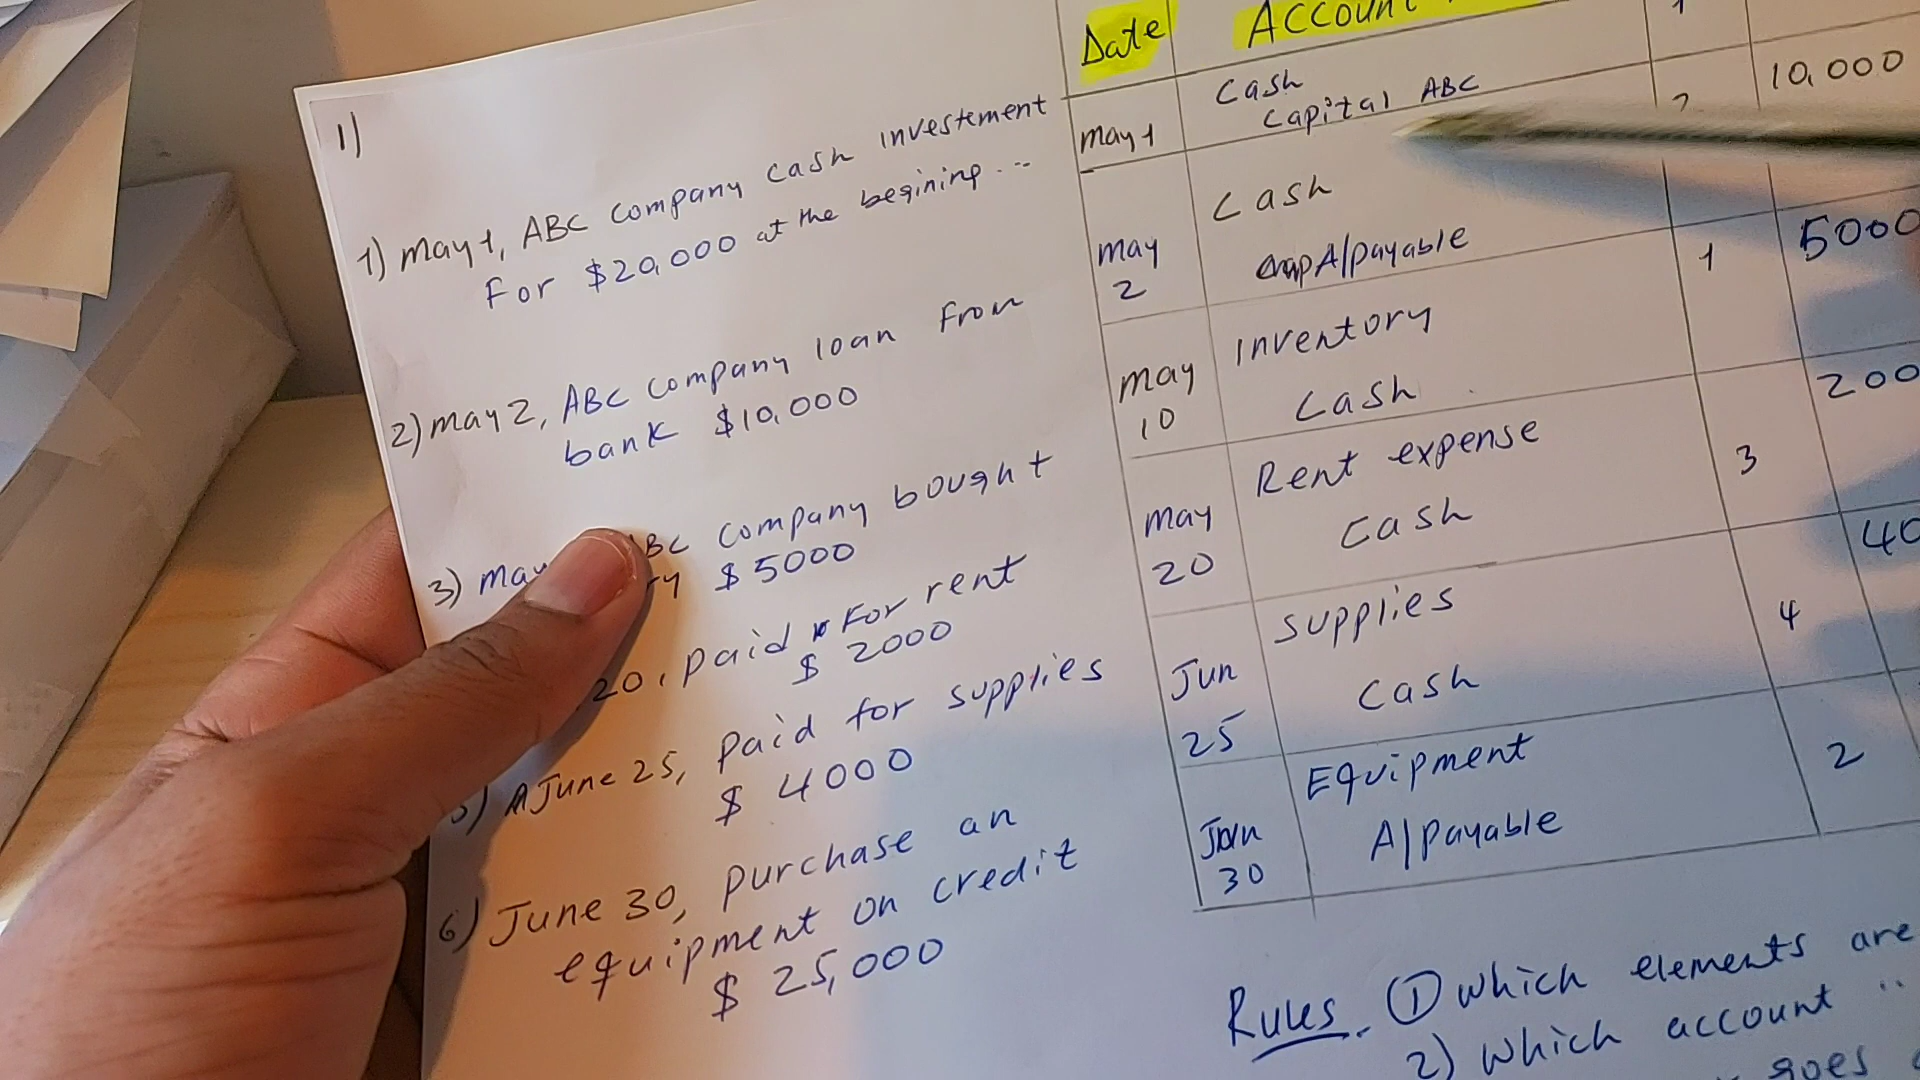 1)
1) may 1, ABC company cash investement
For $20,000 at the begining ...
2) may 2, ABC company loan from
bank $10,000
3) may ABC company bought
$5000
20, paid For rent
$ 2000
June 25, paid for supplies
$ 4000
6) June 30, purchase an
equipment on credit
$ 25,000
Date Account
may 1 Cash
Capital ABC
10,000
may 2 Cash
A/payable
may 10 inventory 1 5000
Cash
may 20 Rent expense 3 200
Cash
Jun 25 supplies 4 40
Cash
30 Equipment 2
A/payable
Rules. ① which elements are
2) which account "
goes